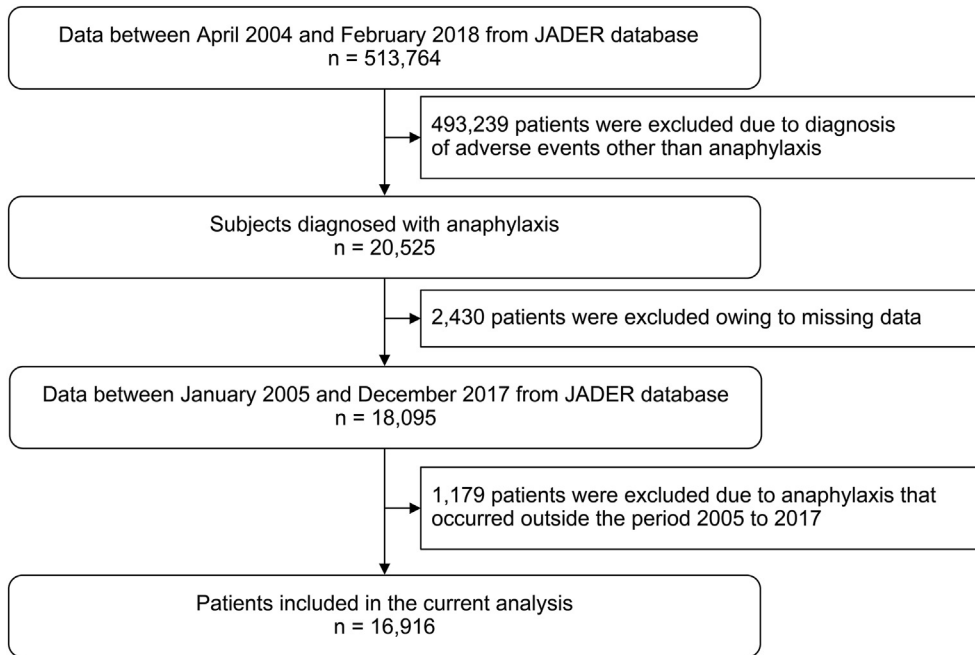 Data between April 2004 and February 2018 from JADER database
n = 513,764
493,239 patients were excluded due to diagnosis
of adverse events other than anaphylaxis
Subjects diagnosed with anaphylaxis
n = 20,525
2,430 patients were excluded owing to missing data
Data between January 2005 and December 2017 from JADER database
n = 18,095
1,179 patients were excluded due to anaphylaxis that
occurred outside the period 2005 to 2017
Patients included in the current analysis
n = 16,916